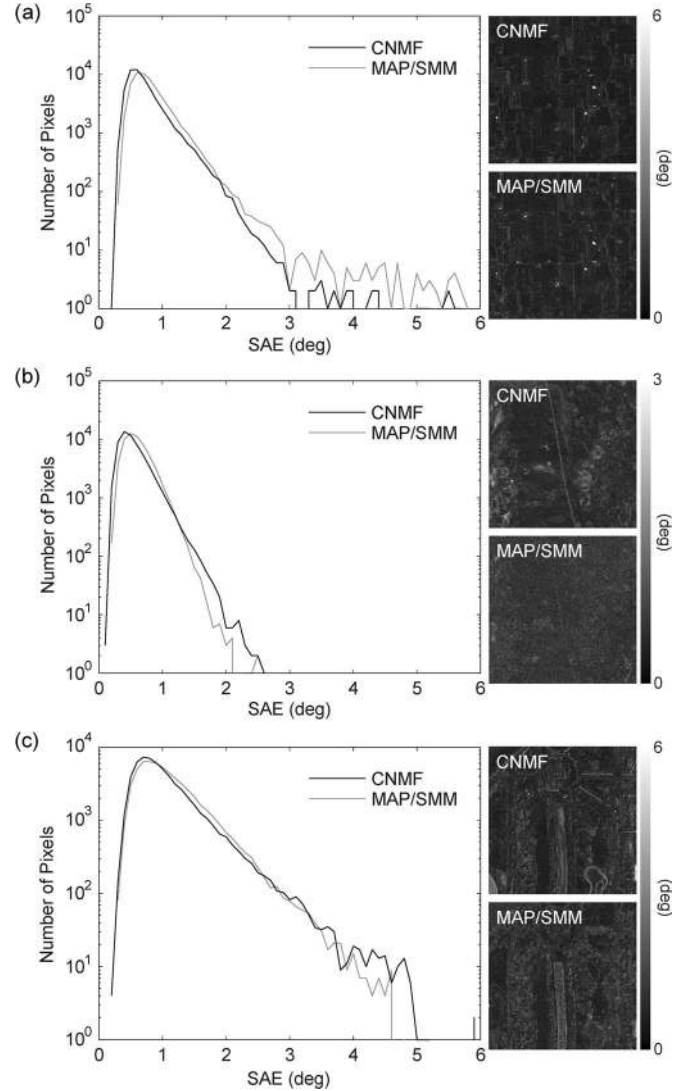 (a)
10^5
10^4
10^3
10^2
10^1
10^0
Number of Pixels
CNMF
MAP/SMM
0 1 2 3 4 5 6
SAE (deg)
CNMF
MAP/SMM
6
(deg)
0
(b)
10^5
10^4
10^3
10^2
10^1
10^0
Number of Pixels
CNMF
MAP/SMM
0 1 2 3 4 5 6
SAE (deg)
CNMF
MAP/SMM
3
(deg)
0
(c)
10^4
10^3
10^2
10^1
10^0
Number of Pixels
CNMF
MAP/SMM
0 1 2 3 4 5 6
SAE (deg)
CNMF
MAP/SMM
6
(deg)
0